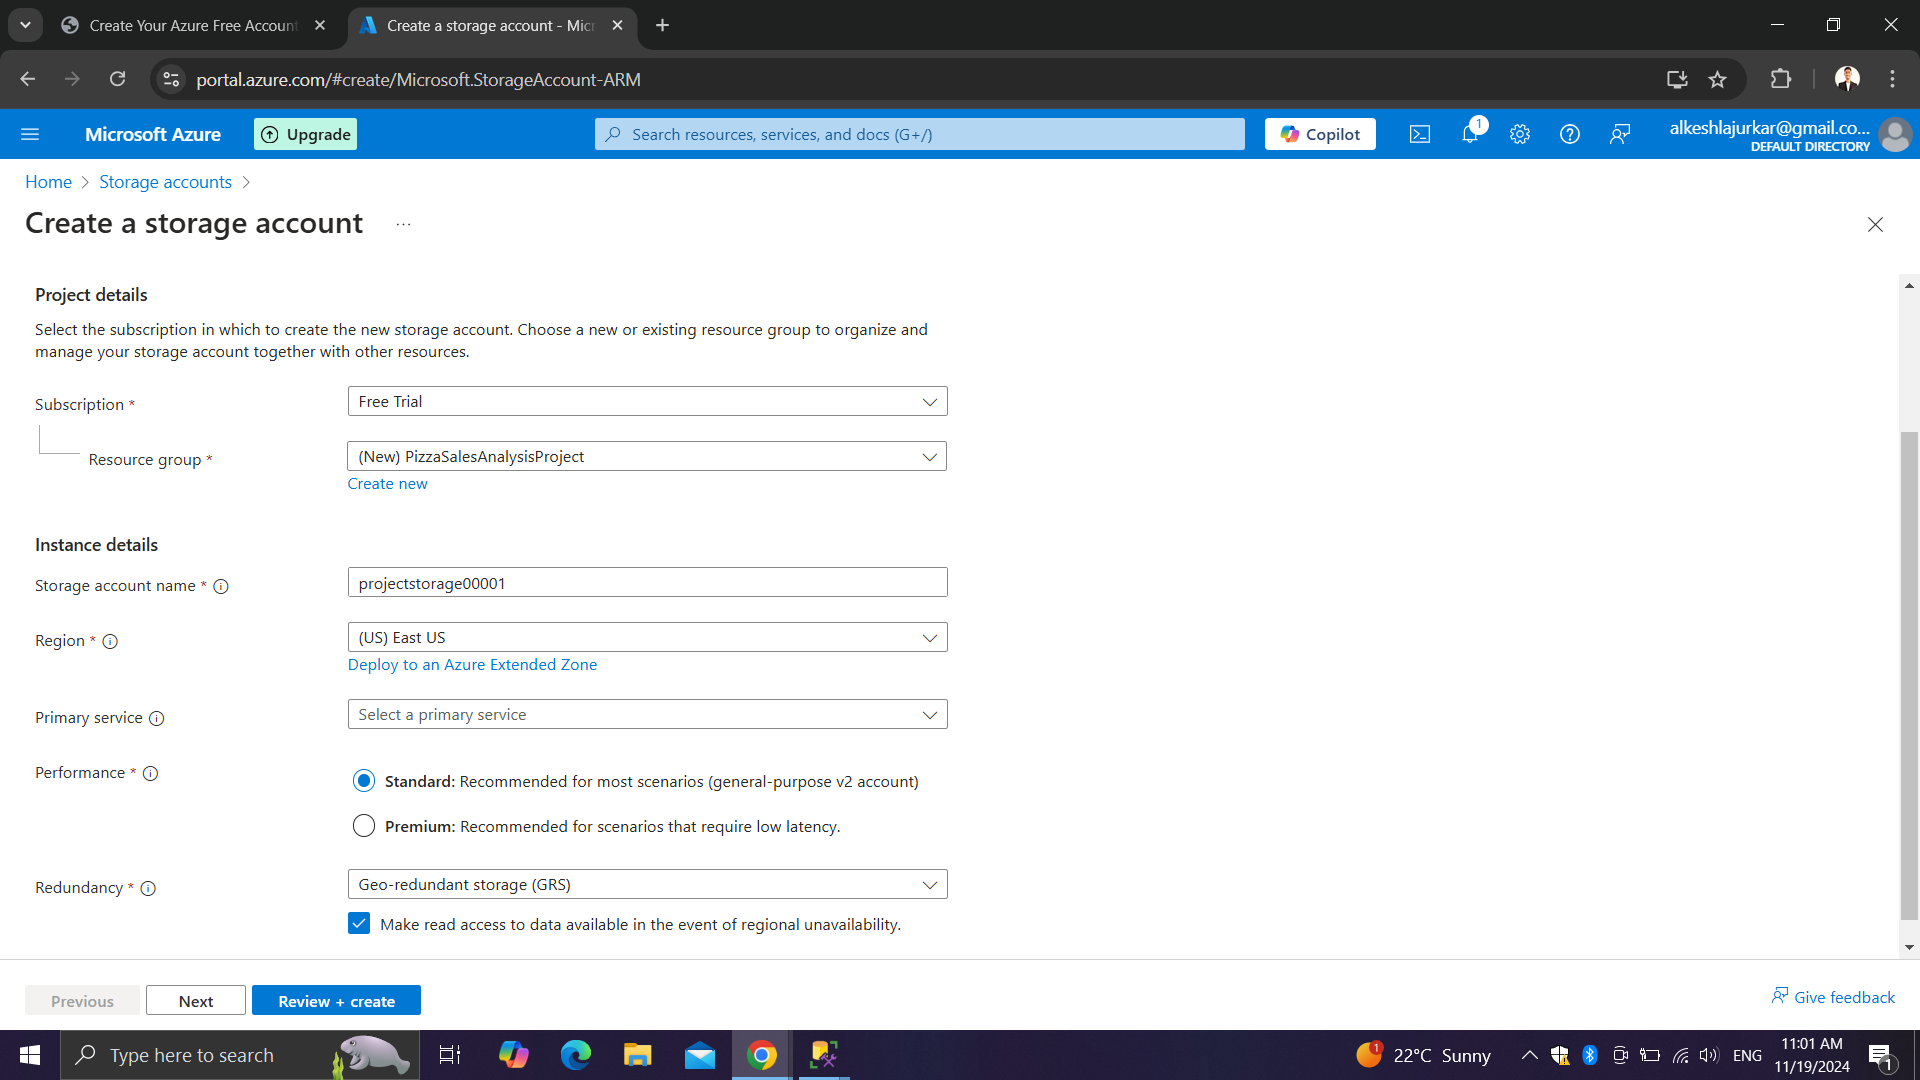 Create Your Azure Free Account
Create a storage account - Micr
portal.azure.com/#create/Microsoft.StorageAccount-ARM
Microsoft Azure
Upgrade
Search resources, services, and docs (G+/)
Copilot
1
alkeshlajurkar@gmail.co...
DEFAULT DIRECTORY
Home > Storage accounts >
Create a storage account ...
Project details
Select the subscription in which to create the new storage account. Choose a new or existing resource group to organize and
manage your storage account together with other resources.
Subscription *
Free Trial
Resource group *
(New) PizzaSalesAnalysisProject
Create new
Instance details
Storage account name *
projectstorage00001
Region *
(US) East US
Deploy to an Azure Extended Zone
Primary service
Select a primary service
Performance *
Standard: Recommended for most scenarios (general-purpose v2 account)
Premium: Recommended for scenarios that require low latency.
Redundancy *
Geo-redundant storage (GRS)
Make read access to data available in the event of regional unavailability.
Previous
Next
Review + create
Give feedback
Type here to search
1
22°C Sunny
ENG
11:01 AM
11/19/2024
1